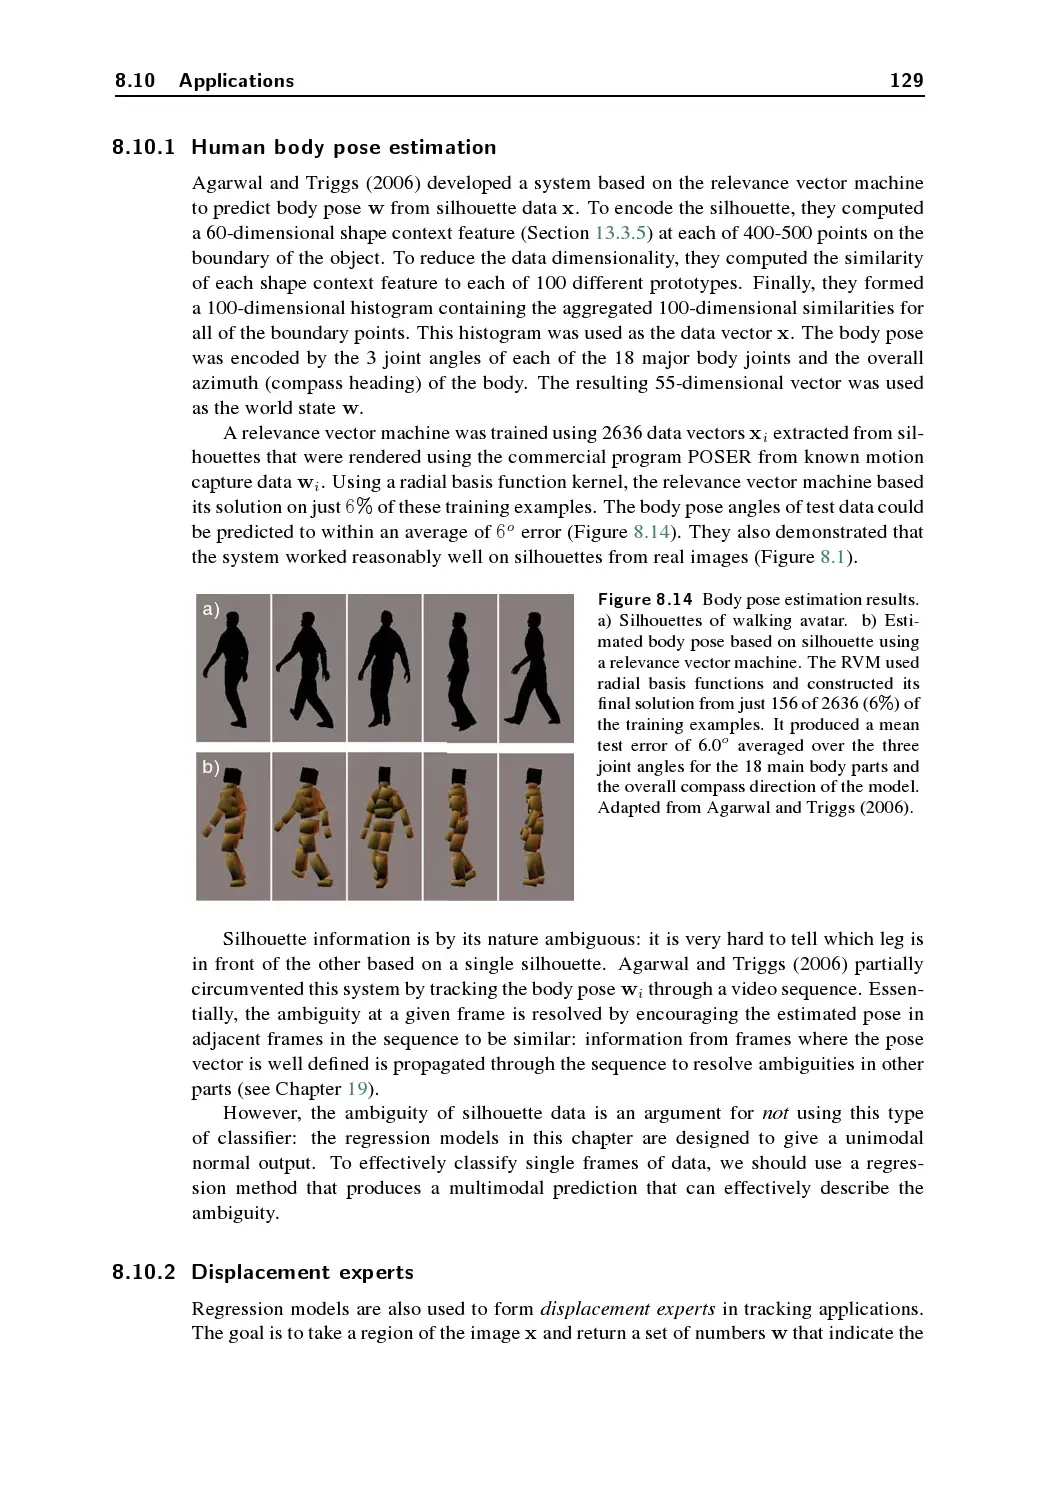 8.10 Applications 129
8.10.1 Human body pose estimation
Agarwal and Triggs (2006) developed a system based on the relevance vector machine
to predict body pose w from silhouette data x. To encode the silhouette, they computed
a 60-dimensional shape context feature (Section 13.3.5) at each of 400-500 points on the
boundary of the object. To reduce the data dimensionality, they computed the similarity
of each shape context feature to each of 100 different prototypes. Finally, they formed
a 100-dimensional histogram containing the aggregated 100-dimensional similarities for
all of the boundary points. This histogram was used as the data vector x. The body pose
was encoded by the 3 joint angles of each of the 18 major body joints and the overall
azimuth (compass heading) of the body. The resulting 55-dimensional vector was used
as the world state w.
A relevance vector machine was trained using 2636 data vectors xᵢ extracted from sil-
houettes that were rendered using the commercial program POSER from known motion
capture data wᵢ. Using a radial basis function kernel, the relevance vector machine based
its solution on just 6% of these training examples. The body pose angles of test data could
be predicted to within an average of 6ᵒ error (Figure 8.14). They also demonstrated that
the system worked reasonably well on silhouettes from real images (Figure 8.1).
a)
b)
Figure 8.14 Body pose estimation results.
a) Silhouettes of walking avatar. b) Esti-
mated body pose based on silhouette using
a relevance vector machine. The RVM used
radial basis functions and constructed its
final solution from just 156 of 2636 (6%) of
the training examples. It produced a mean
test error of 6.0ᵒ averaged over the three
joint angles for the 18 main body parts and
the overall compass direction of the model.
Adapted from Agarwal and Triggs (2006).
Silhouette information is by its nature ambiguous: it is very hard to tell which leg is
in front of the other based on a single silhouette. Agarwal and Triggs (2006) partially
circumvented this system by tracking the body pose wᵢ through a video sequence. Essen-
tially, the ambiguity at a given frame is resolved by encouraging the estimated pose in
adjacent frames in the sequence to be similar: information from frames where the pose
vector is well defined is propagated through the sequence to resolve ambiguities in other
parts (see Chapter 19).
However, the ambiguity of silhouette data is an argument for not using this type
of classifier: the regression models in this chapter are designed to give a unimodal
normal output. To effectively classify single frames of data, we should use a regres-
sion method that produces a multimodal prediction that can effectively describe the
ambiguity.
8.10.2 Displacement experts
Regression models are also used to form displacement experts in tracking applications.
The goal is to take a region of the image x and return a set of numbers w that indicate the